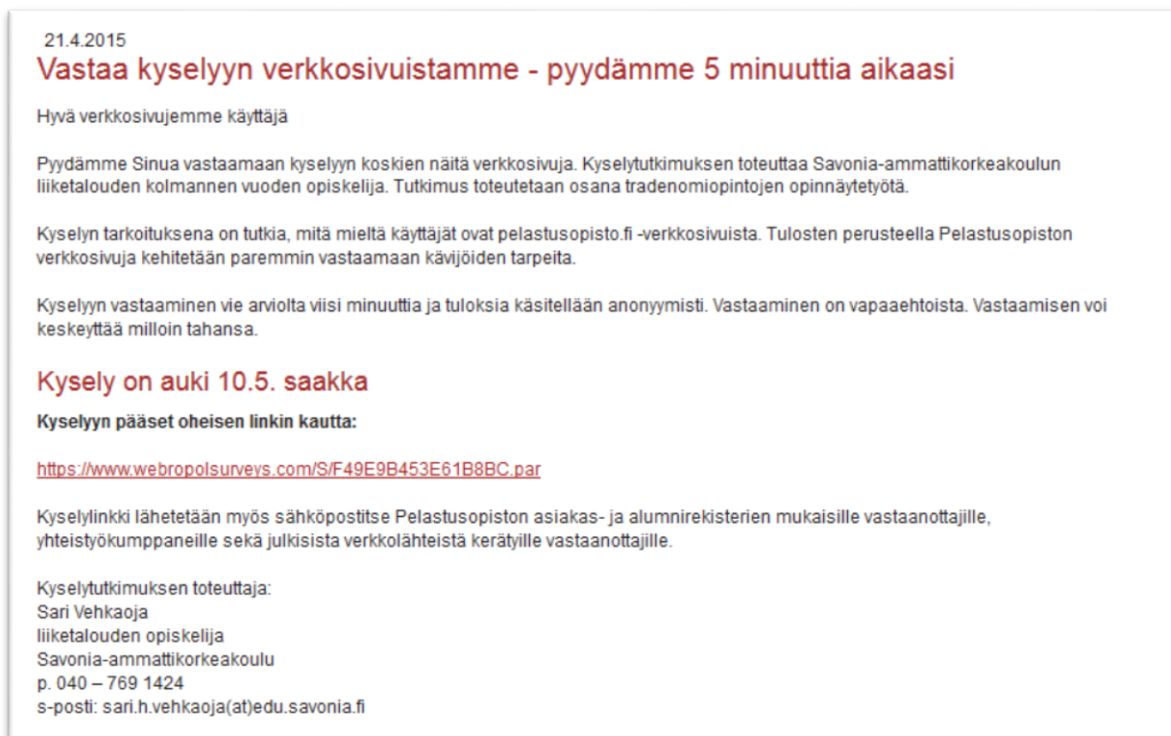 21.4.2015
Vastaa kyselyyn verkkosivuistamme - pyydämme 5 minuuttia aikaasi
Hyvä verkkosivujemme käyttäjä
Pyydämme Sinua vastaamaan kyselyyn koskien näitä verkkosivuja. Kyselytutkimuksen toteuttaa Savonia-ammattikorkeakoulun
liiketalouden kolmannen vuoden opiskelija. Tutkimus toteutetaan osana tradenomiopintojen opinnäytetyötä.
Kyselyn tarkoituksena on tutkia, mitä mieltä käyttäjät ovat pelastusopisto.fi -verkkosivuista. Tulosten perusteella Pelastusopiston
verkkosivuja kehitetään paremmin vastaamaan kävijöiden tarpeita.
Kyselyyn vastaaminen vie arviolta viisi minuuttia ja tuloksia käsitellään anonyymisti. Vastaaminen on vapaaehtoista. Vastaamisen voi
keskeyttää milloin tahansa.
Kysely on auki 10.5. saakka
Kyselyyn pääset oheisen linkin kautta:
https://www.webropolsurveys.com/S/F49E9B453E61B8BC.par
Kyselylinkki lähetetään myös sähköpostitse Pelastusopiston asiakas- ja alumnirekisterien mukaisille vastaanottajille,
yhteistyökumppaneille sekä julkisista verkkolähteistä kerätyille vastaanottajille.
Kyselytutkimuksen toteuttaja:
Sari Vehkaoja
liiketalouden opiskelija
Savonia-ammattikorkeakoulu
p. 040 – 769 1424
s-posti: sari.h.vehkaoja(at)edu.savonia.fi